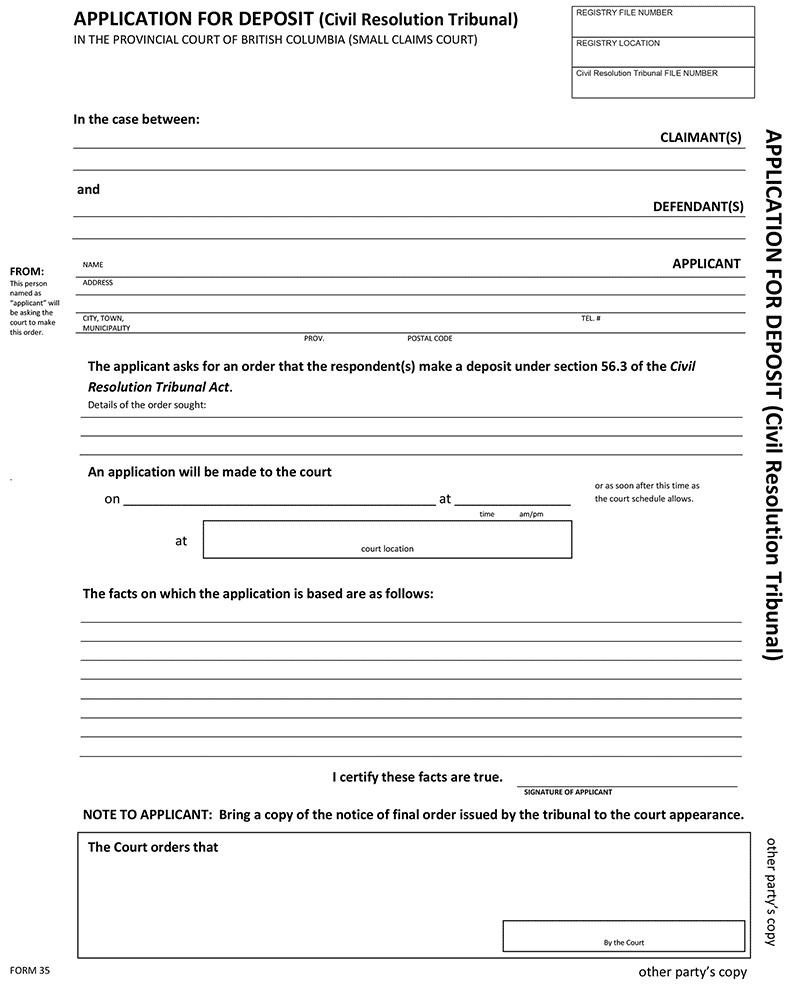 APPLICATION FOR DEPOSIT (Civil Resolution Tribunal)
IN THE PROVINCIAL COURT OF BRITISH COLUMBIA (SMALL CLAIMS COURT)
REGISTRY FILE NUMBER
REGISTRY LOCATION
Civil Resolution Tribunal FILE NUMBER
In the case between:
CLAIMANT(S)
and
DEFENDANT(S)
FROM:
This person
named as
"applicant" will
be asking the
court to make
this order.
NAME
APPLICANT
ADDRESS
CITY, TOWN,
MUNICIPALITY
TEL. #
PROV.
POSTAL CODE
The applicant asks for an order that the respondent(s) make a deposit under section 56.3 of the Civil
Resolution Tribunal Act.
Details of the order sought:
An application will be made to the court
on at
or as soon after this time as
the court schedule allows.
time am/pm
at
court location
The facts on which the application is based are as follows:
I certify these facts are true.
SIGNATURE OF APPLICANT
NOTE TO APPLICANT: Bring a copy of the notice of final order issued by the tribunal to the court appearance.
The Court orders that
By the Court
FORM 35
other party's copy
APPLICATION FOR DEPOSIT (Civil Resolution Tribunal)
other party's copy